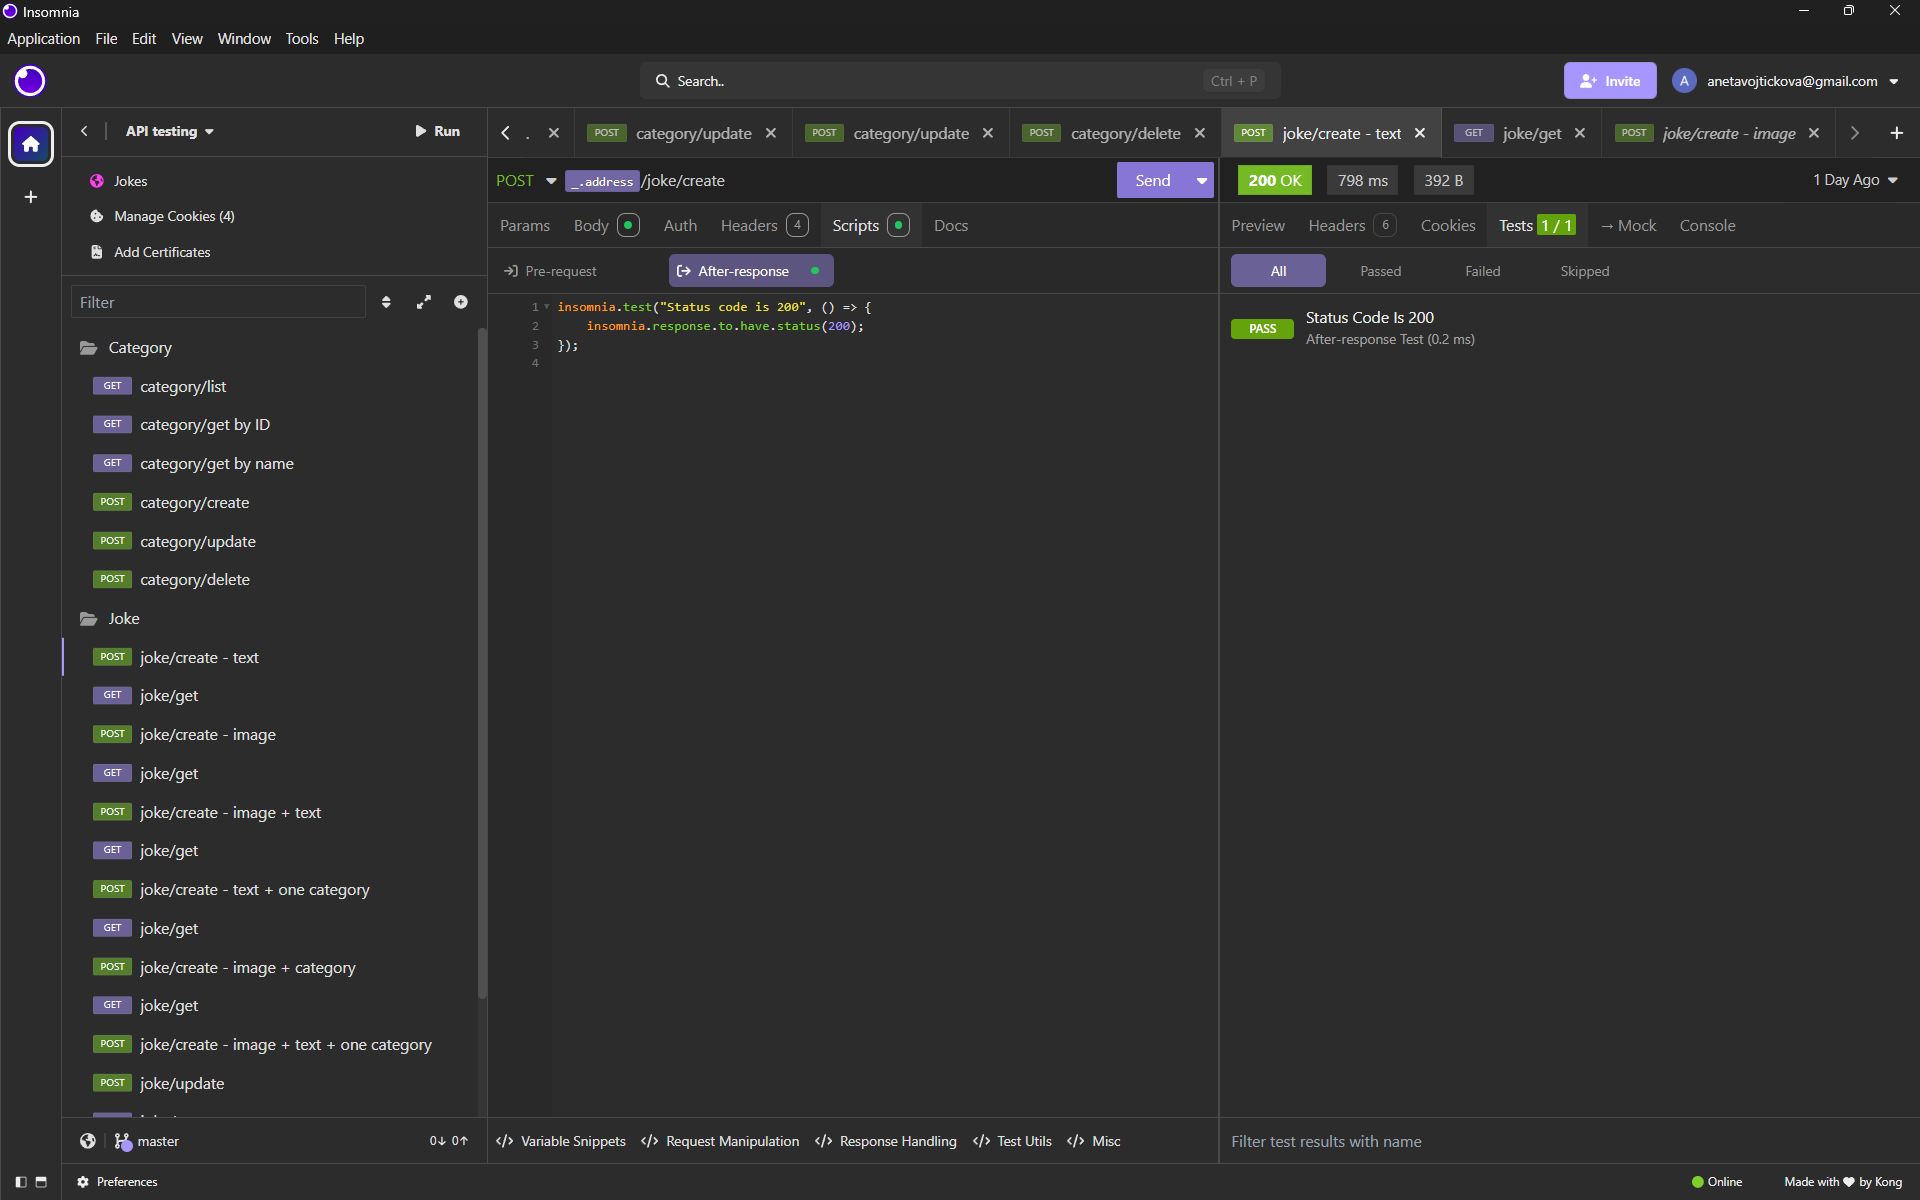 Insomnia
Application File Edit View Window Tools Help
Search.. Ctrl + P
Invite
A anetavojtickova@gmail.com
API testing
Run
. POST category/update POST category/update POST category/delete POST joke/create - text GET joke/get POST joke/create - image
Jokes
Manage Cookies (4)
Add Certificates
Filter
Category
GET category/list
GET category/get by ID
GET category/get by name
POST category/create
POST category/update
POST category/delete
Joke
POST joke/create - text
GET joke/get
POST joke/create - image
GET joke/get
POST joke/create - image + text
GET joke/get
POST joke/create - text + one category
GET joke/get
POST joke/create - image + category
GET joke/get
POST joke/create - image + text + one category
POST joke/update
master 0↓ 0↑
POST _.address /joke/create Send
Params Body Auth Headers 4 Scripts Docs
Pre-request After-response
1 insomnia.test("Status code is 200", () => {
2 insomnia.response.to.have.status(200);
3 });
4
</> Variable Snippets </> Request Manipulation </> Response Handling </> Test Utils </> Misc
200 OK 798 ms 392 B 1 Day Ago
Preview Headers 6 Cookies Tests 1 / 1 → Mock Console
All Passed Failed Skipped
PASS Status Code Is 200
After-response Test (0.2 ms)
Filter test results with name
Preferences
Online Made with ♥ by Kong